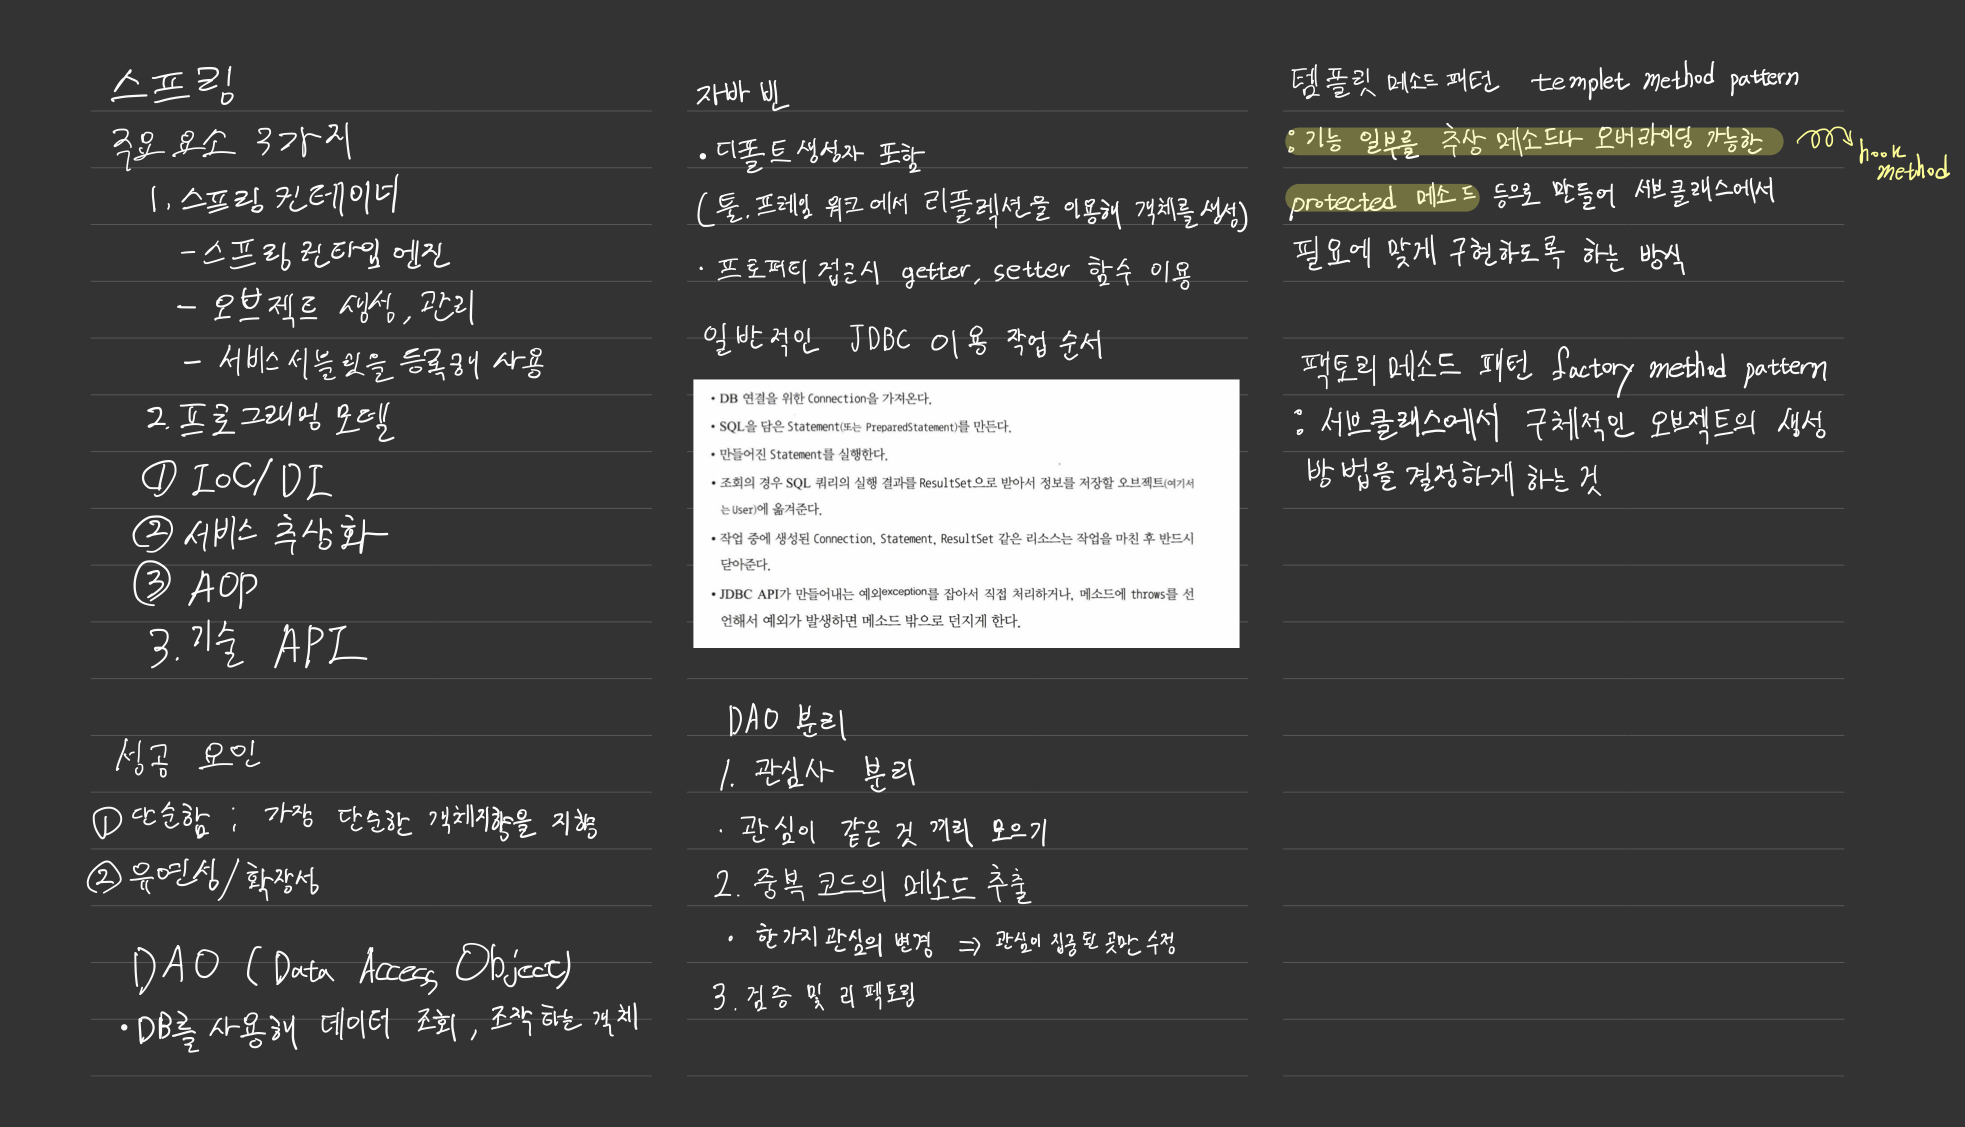 스프링
주요 요소 3가지
1. 스프링 컨테이너
- 스프링 런타임 엔진
- 오브젝트 생성, 관리
- 서비스 서블릿을 등록해 사용
2. 프로그래밍 모델
① IoC/DI
② 서비스 추상화
③ AOP
3. 기술 API
성공 요인
① 단순함 ; 가장 단순한 객체지향을 지향
② 유연성/확장성
DAO (Data Access Object)
• DB를 사용해 데이터 조회, 조작하는 객체
자바 빈
• 디폴트 생성자 포함
(툴. 프레임 워크에서 리플렉션을 이용해 객체를 생성)
· 프로퍼티 접근시 getter, setter 함수 이용
일반적인 JDBC 이용 작업 순서
• DB 연결을 위한 Connection을 가져온다.
• SQL을 담은 Statement(또는 PreparedStatement)를 만든다.
• 만들어진 Statement를 실행한다.
• 조회의 경우 SQL 쿼리의 실행 결과를 ResultSet으로 받아서 정보를 저장할 오브젝트(여기서
는 User)에 옮겨준다.
• 작업 중에 생성된 Connection, Statement, ResultSet 같은 리소스는 작업을 마친 후 반드시
닫아준다.
• JDBC API가 만들어내는 예외exception를 잡아서 직접 처리하거나, 메소드에 throws를 선
언해서 예외가 발생하면 메소드 밖으로 던지게 한다.
DAO 분리
1. 관심사 분리
· 관심이 같은 것 끼리 모으기
2. 중복 코드의 메소드 추출
• 한가지 관심의 변경 => 관심이 집중된 곳만 수정
3. 검증 및 리팩토링
템플릿 메소드 패턴 templet method pattern
: 기능 일부를 추상 메소드나 오버라이딩 가능한
hook
method
protected 메소드 등으로 만들어 서브클래스에서
필요에 맞게 구현하도록 하는 방식
팩토리 메소드 패턴 factory method pattern
: 서브클래스에서 구체적인 오브젝트의 생성
방법을 결정하게 하는 것